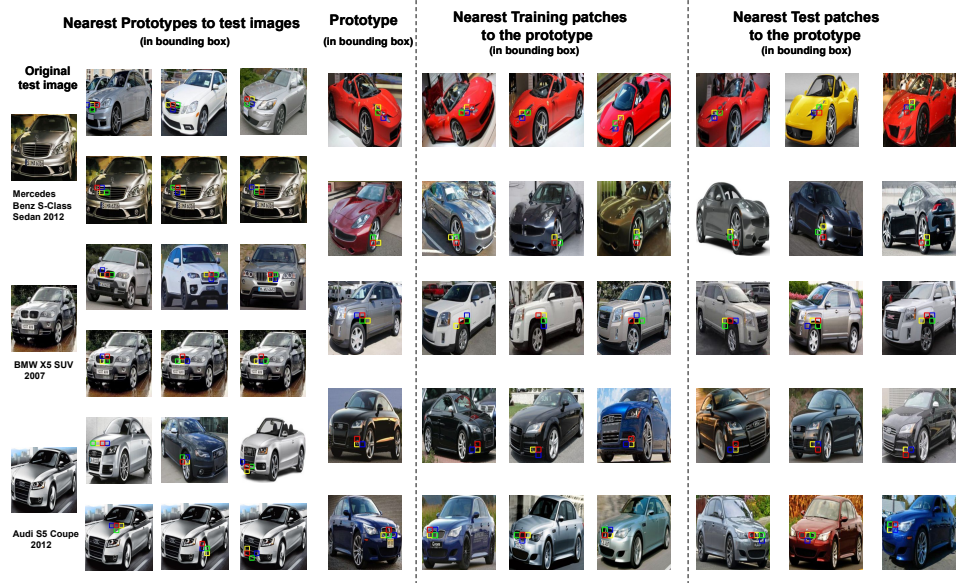 Nearest Prototypes to test images
(in bounding box)
Prototype
(in bounding box)
Nearest Training patches
to the prototype
(in bounding box)
Nearest Test patches
to the prototype
(in bounding box)
Original
test image
Mercedes
Benz S-Class
Sedan 2012
BMW X5 SUV
2007
Audi S5 Coupe
2012